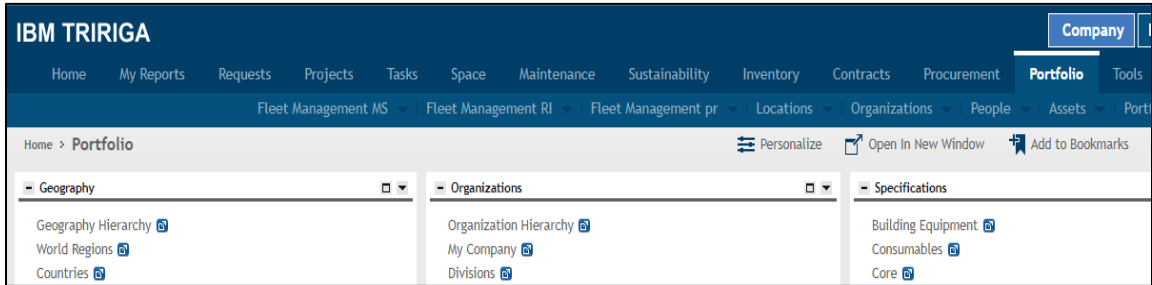 IBM TRIRIGA Company
Home My Reports Requests Projects Tasks Space Maintenance Sustainability Inventory Contracts Procurement Portfolio Tools
Fleet Management MS Fleet Management RI Fleet Management pr Locations Organizations People Assets Port
Home > Portfolio Personalize Open In New Window Add to Bookmarks
Geography Organizations Specifications
Geography Hierarchy Organization Hierarchy Building Equipment
World Regions My Company Consumables
Countries Divisions Core